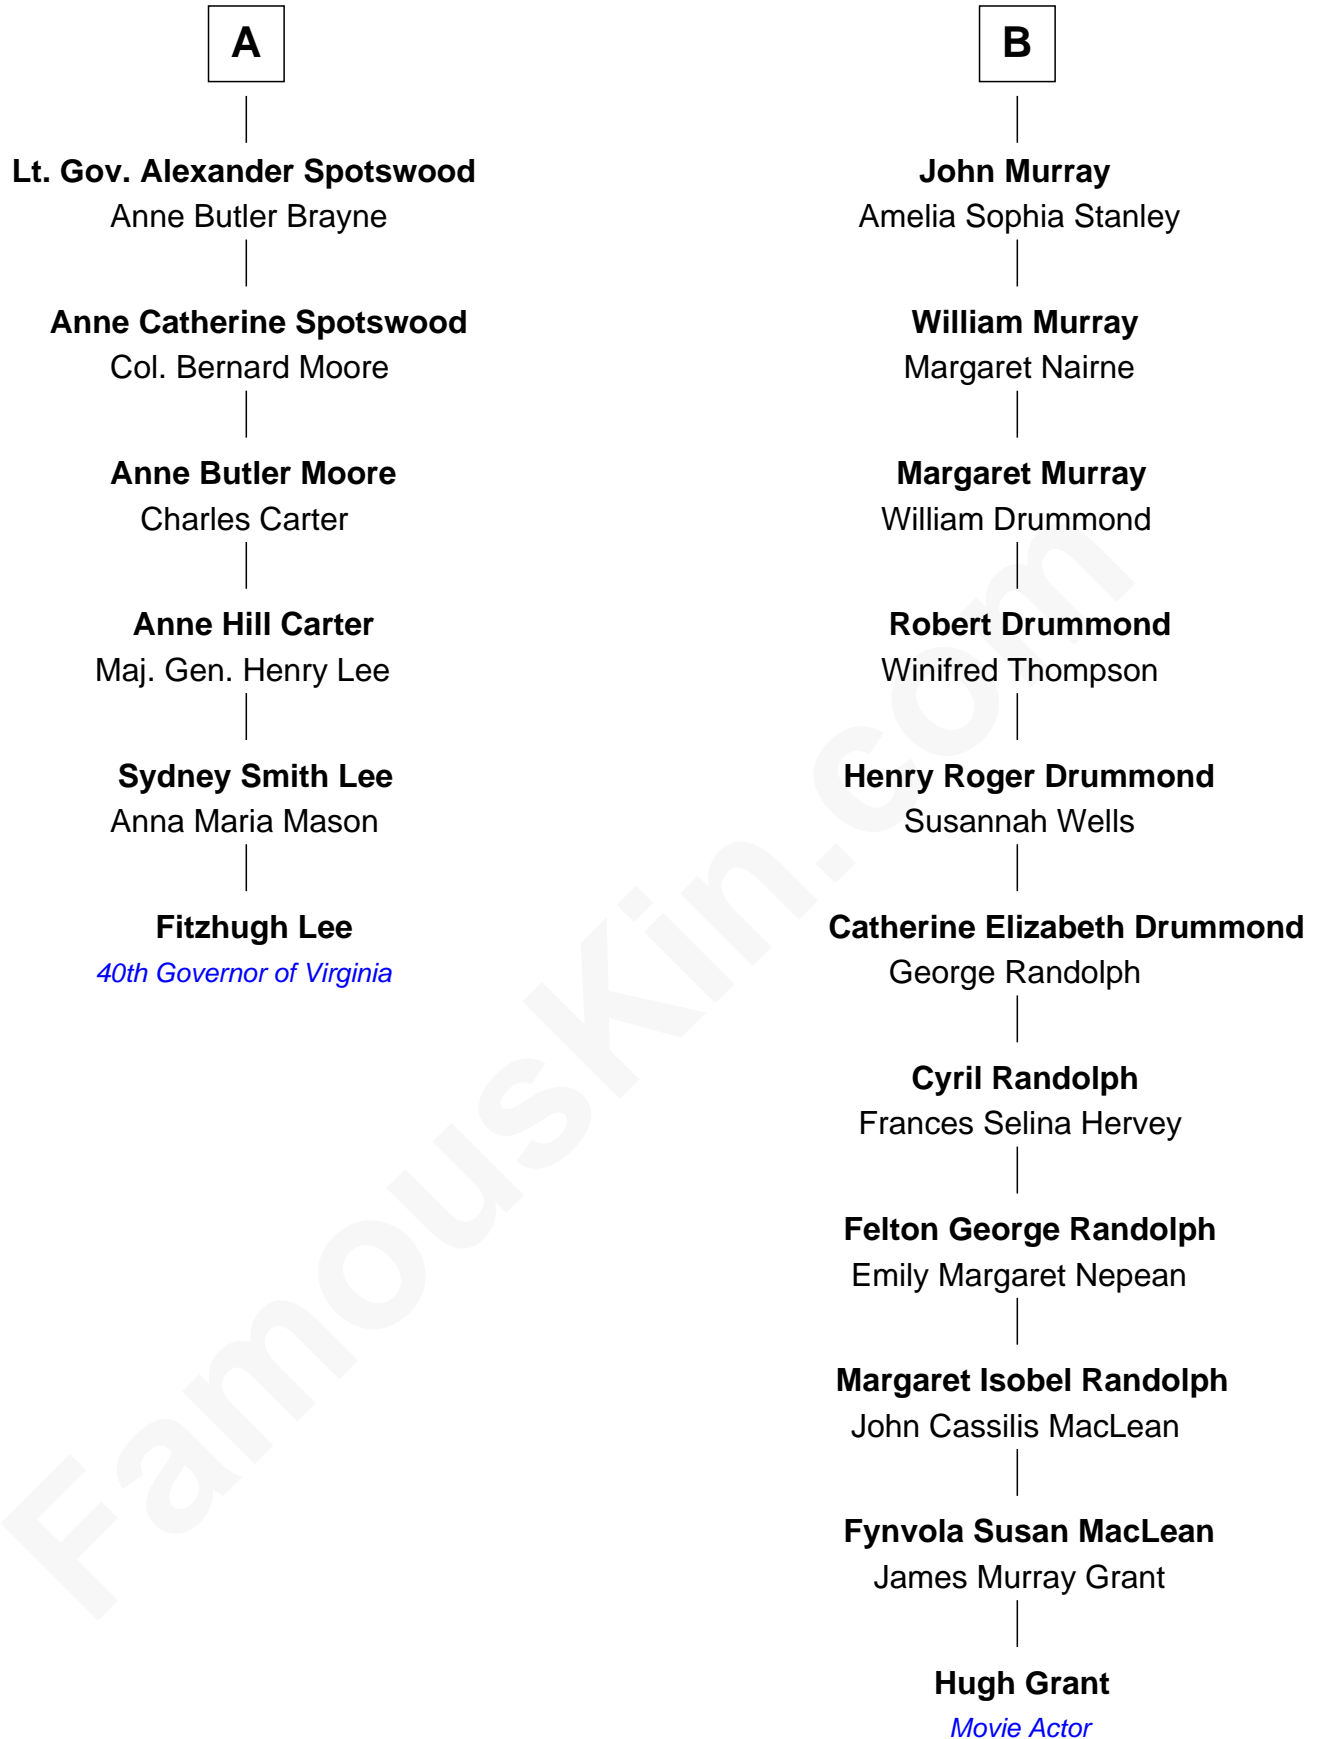 A
Lt. Gov. Alexander Spotswood
Anne Butler Brayne
Anne Catherine Spotswood
Col. Bernard Moore
Anne Butler Moore
Charles Carter
Anne Hill Carter
Maj. Gen. Henry Lee
Sydney Smith Lee
Anna Maria Mason
Fitzhugh Lee
40th Governor of Virginia
B
John Murray
Amelia Sophia Stanley
William Murray
Margaret Nairne
Margaret Murray
William Drummond
Robert Drummond
Winifred Thompson
Henry Roger Drummond
Susannah Wells
Catherine Elizabeth Drummond
George Randolph
Cyril Randolph
Frances Selina Hervey
Felton George Randolph
Emily Margaret Nepean
Margaret Isobel Randolph
John Cassilis MacLean
Fynvola Susan MacLean
James Murray Grant
Hugh Grant
Movie Actor
FamousKin.com